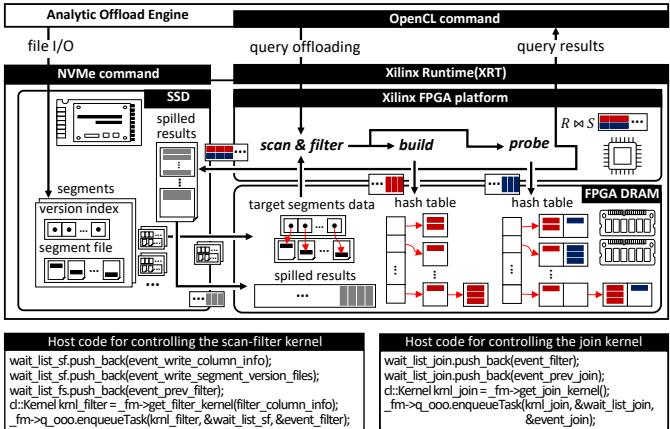 Analytic Offload Engine
OpenCL command
file I/O
query offloading
query results
NVMe command
Xilinx Runtime(XRT)
SSD
Xilinx FPGA platform
spilled
results
scan & filter
build
probe
R ⋈ S
segments
version index
segment file
target segments data
hash table
hash table
FPGA DRAM
spilled results
Host code for controlling the scan-filter kernel
wait_list_sf.push_back(event_write_column_info);
wait_list_sf.push_back(event_write_segment_version_files);
wait_list_fs.push_back(event_prev_filter);
cl::Kernel krnl_filter = _fm->get_filter_kernel(filter_column_info);
_fm->q_ooo.enqueueTask(krnl_filter, &wait_list_sf, &event_filter);
Host code for controlling the join kernel
wait_list_join.push_back(event_filter);
wait_list_join.push_back(event_prev_join);
cl::Kernel krnl_join = _fm->get_join_kernel();
_fm->q_ooo.enqueueTask(krnl_join, &wait_list_join,
&event_join);